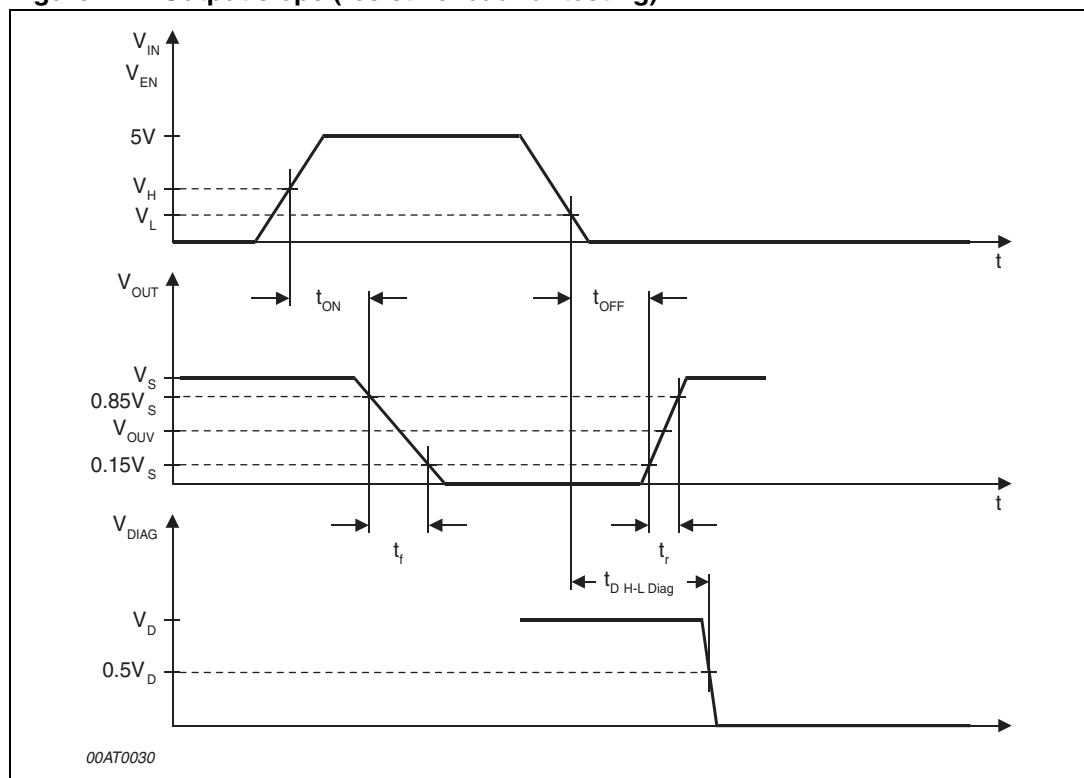 V_IN
V_EN
5V
V_H
V_L
t
V_OUT
t_ON
t_OFF
V_S
0.85V_S
V_OUV
0.15V_S
t
V_DIAG
t_f
t_r
t_D H-L Diag
V_D
0.5V_D
00AT0030